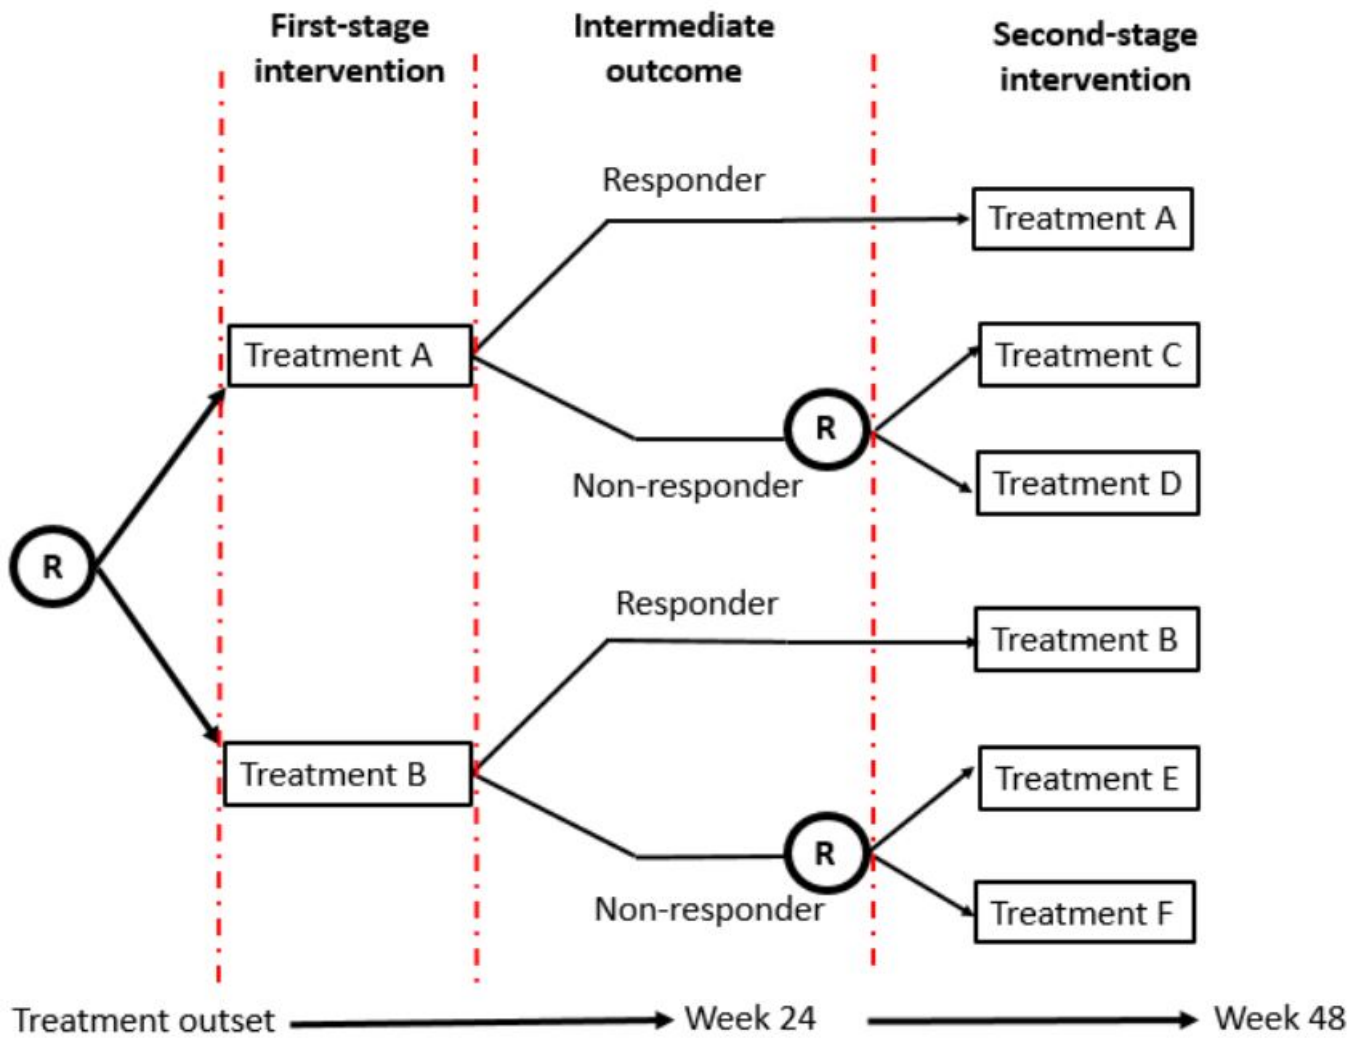 First-stage
intervention
Intermediate
outcome
Second-stage
intervention
Responder
Treatment A
Treatment A
Treatment C
R
Non-responder
Treatment D
R
Responder
Treatment B
Treatment B
Treatment E
R
Non-responder
Treatment F
Treatment outset
Week 24
Week 48